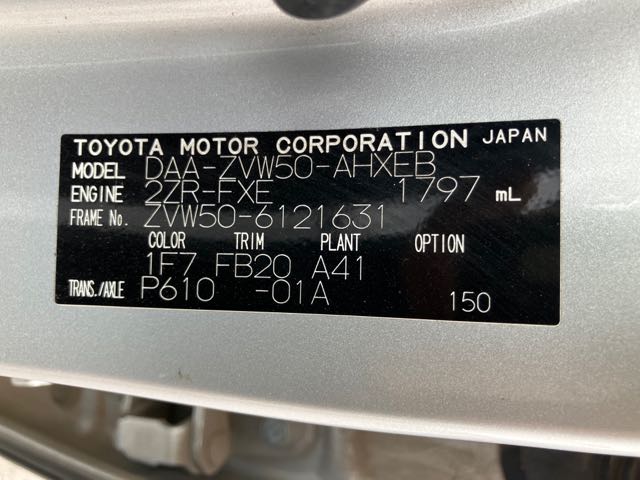 TOYOTA MOTOR CORPORATION JAPAN
MODEL DAA-ZVW50-AHXEB
ENGINE 2ZR-FXE 1797 mL
FRAME No. ZVW50-6121631
COLOR TRIM PLANT OPTION
1F7 FB20 A41
TRANS./AXLE P610 -01A 150